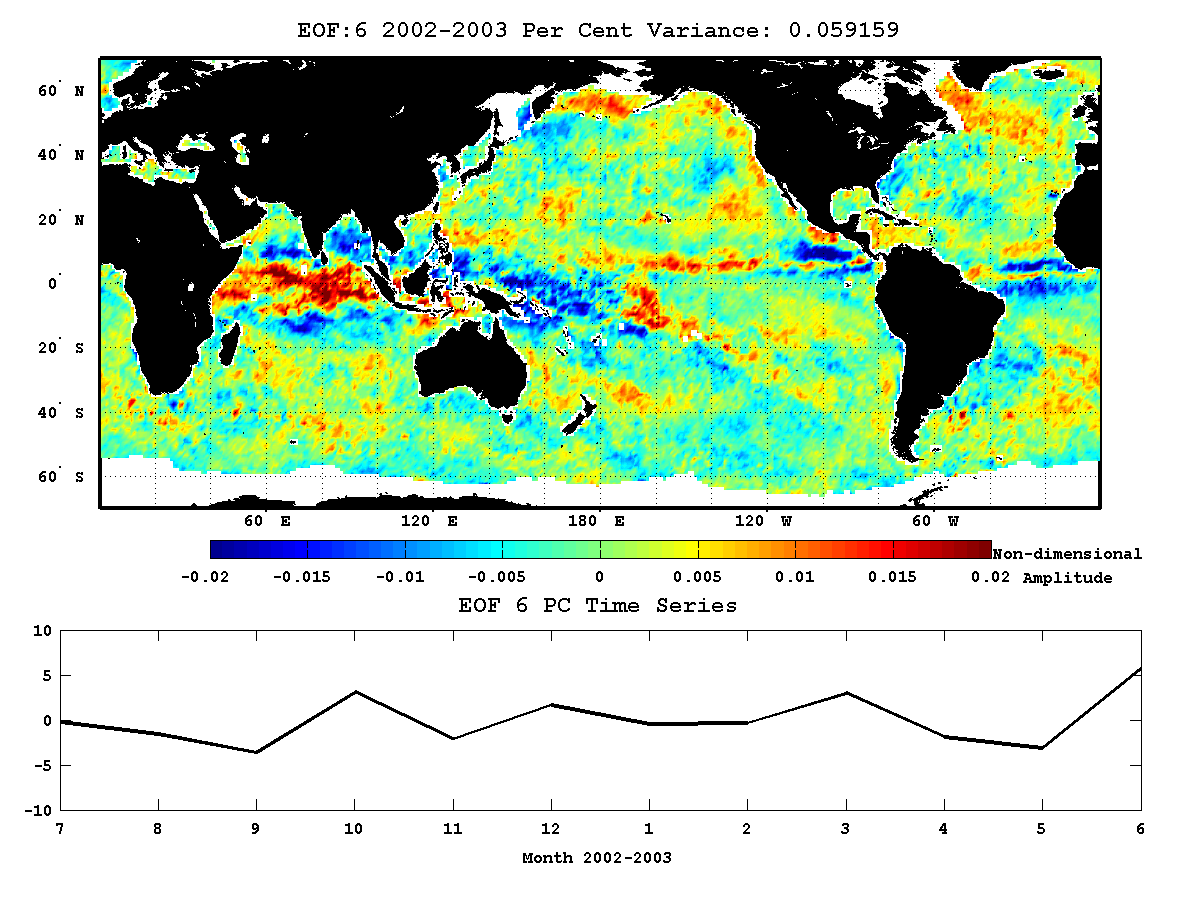 EOF:6 2002-2003 Per Cent Variance: 0.059159
60° N
40° N
20° N
0°
20° S
40° S
60° S
60 E 120 E 180 E 120 W 60 W
Non-dimensional
-0.02 -0.015 -0.01 -0.005 0 0.005 0.01 0.015 0.02 Amplitude
EOF 6 PC Time Series
10
5
0
-5
-10
7 8 9 10 11 12 1 2 3 4 5 6
Month 2002-2003